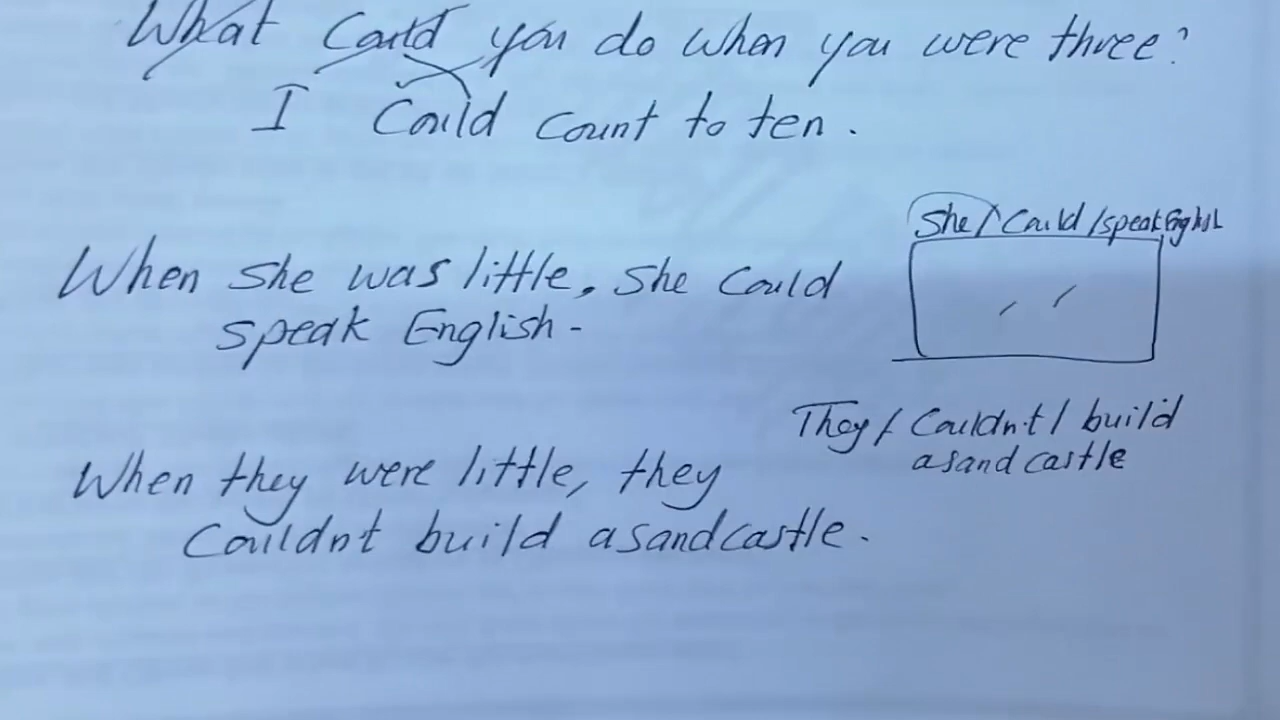 What Could you do when you were three?
I Could count to ten.
She / Could / speak English
When she was little, she Could
speak English-
They / Couldn't / build
a sand castle
When they were little, they
Couldnt build a sandcastle.